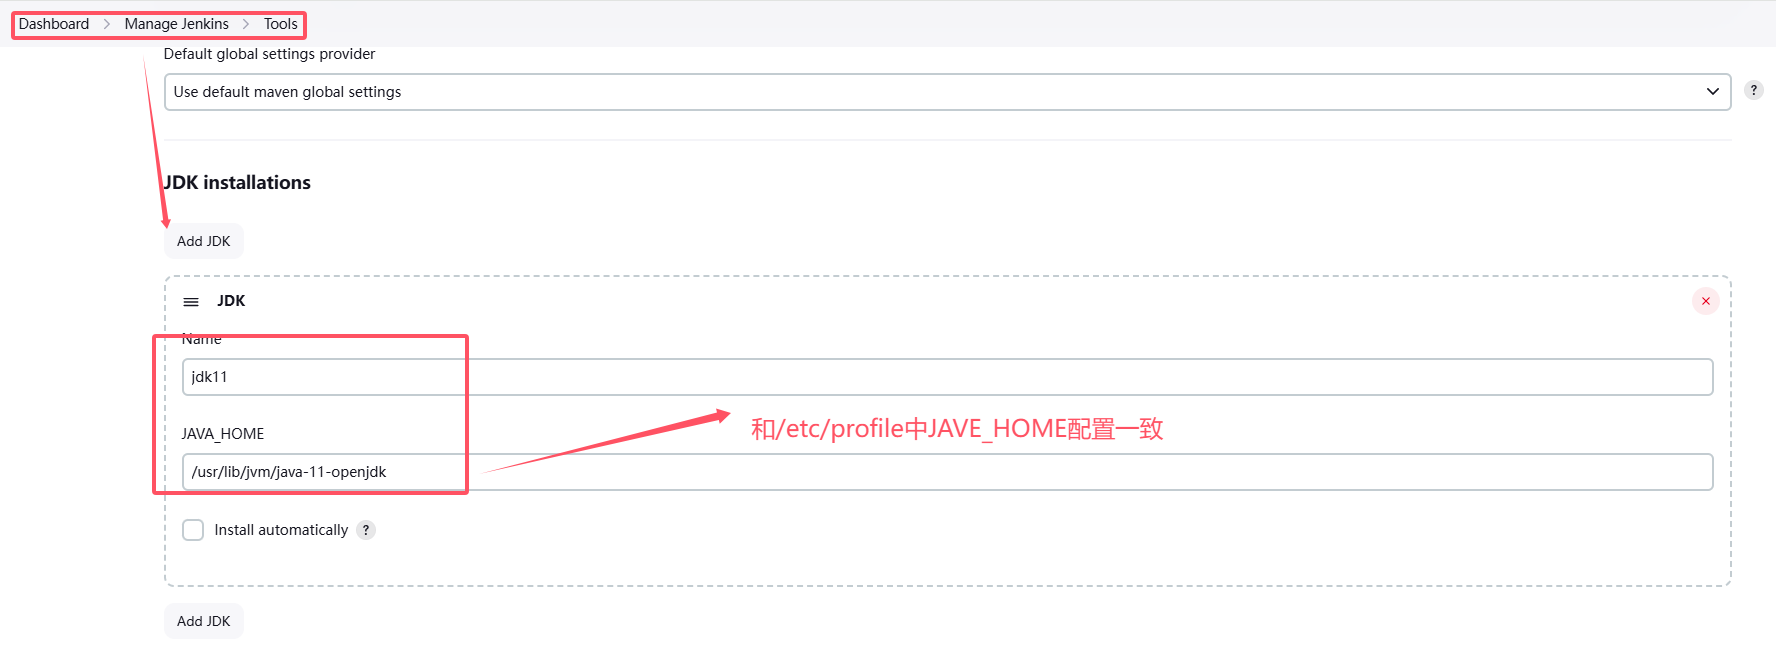 Dashboard > Manage Jenkins > Tools
Default global settings provider
Use default maven global settings
?
JDK installations
Add JDK
JDK
Name
jdk11
和/etc/profile中JAVE_HOME配置一致
JAVA_HOME
/usr/lib/jvm/java-11-openjdk
Install automatically ?
Add JDK